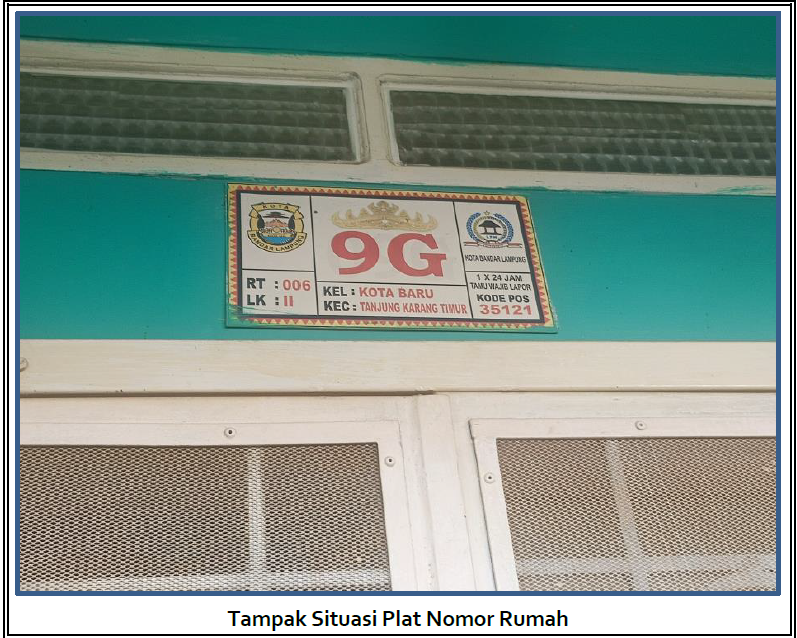 KOTA
BANDAR LAMPUNG
9G
KOTA BANDAR LAMPUNG
RT : 006
LK : II
KEL : KOTA BARU
KEC : TANJUNG KARANG TIMUR
1 X 24 JAM
TAMU WAJIB LAPOR
KODE POS
35121
Tampak Situasi Plat Nomor Rumah